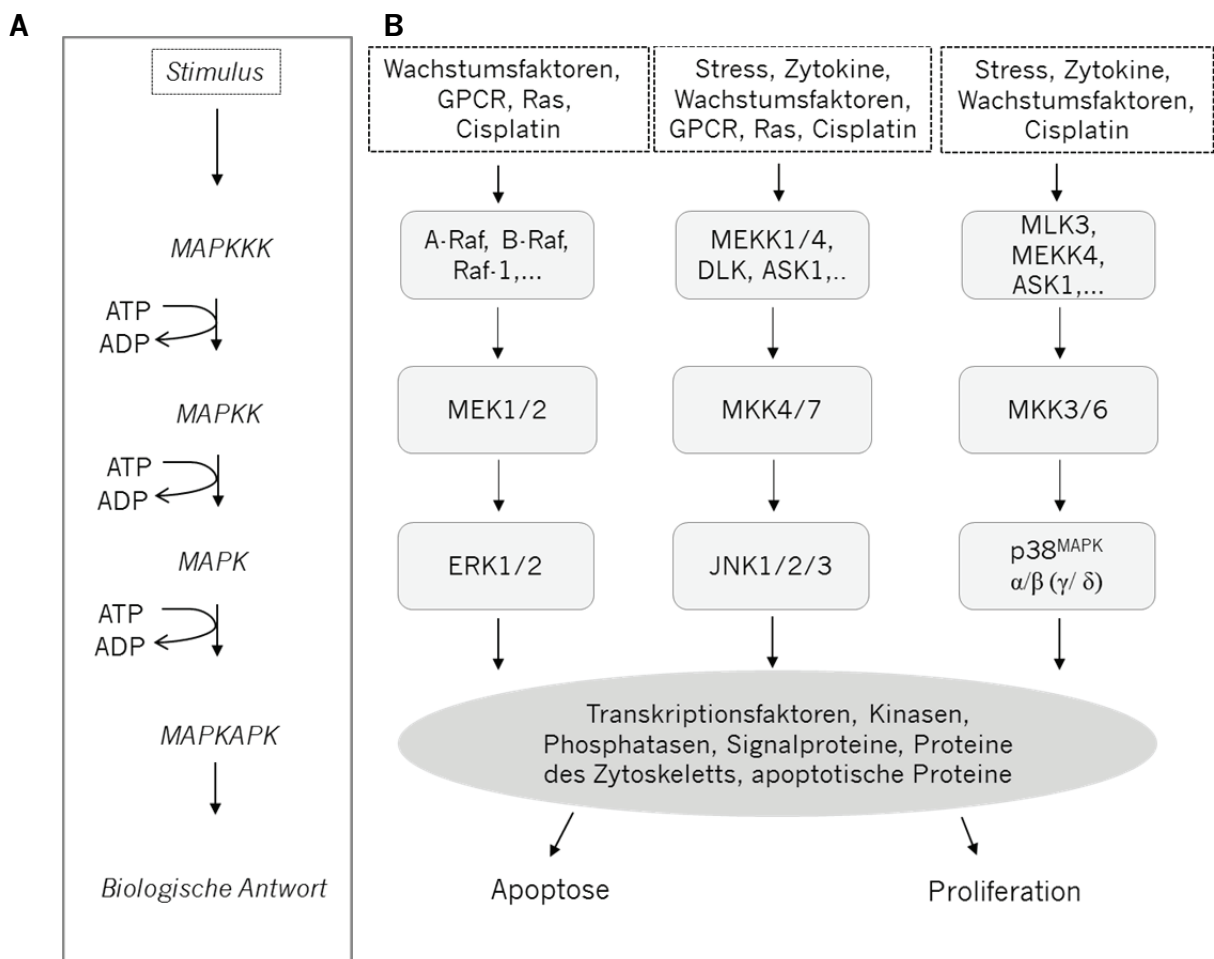 A
Stimulus
MAPKKK
ATP
ADP
MAPKK
ATP
ADP
MAPK
ATP
ADP
MAPKAPK
Biologische Antwort
B
Wachstumsfaktoren,
GPCR, Ras,
Cisplatin
A-Raf, B-Raf,
Raf-1,...
MEK1/2
ERK1/2
Stress, Zytokine,
Wachstumsfaktoren,
GPCR, Ras, Cisplatin
MEKK1/4,
DLK, ASK1,..
MKK4/7
JNK1/2/3
Stress, Zytokine,
Wachstumsfaktoren,
Cisplatin
MLK3,
MEKK4,
ASK1,...
MKK3/6
p38MAPK
α/β (γ/ δ)
Transkriptionsfaktoren, Kinasen,
Phosphatasen, Signalproteine, Proteine
des Zytoskeletts, apoptotische Proteine
Apoptose
Proliferation